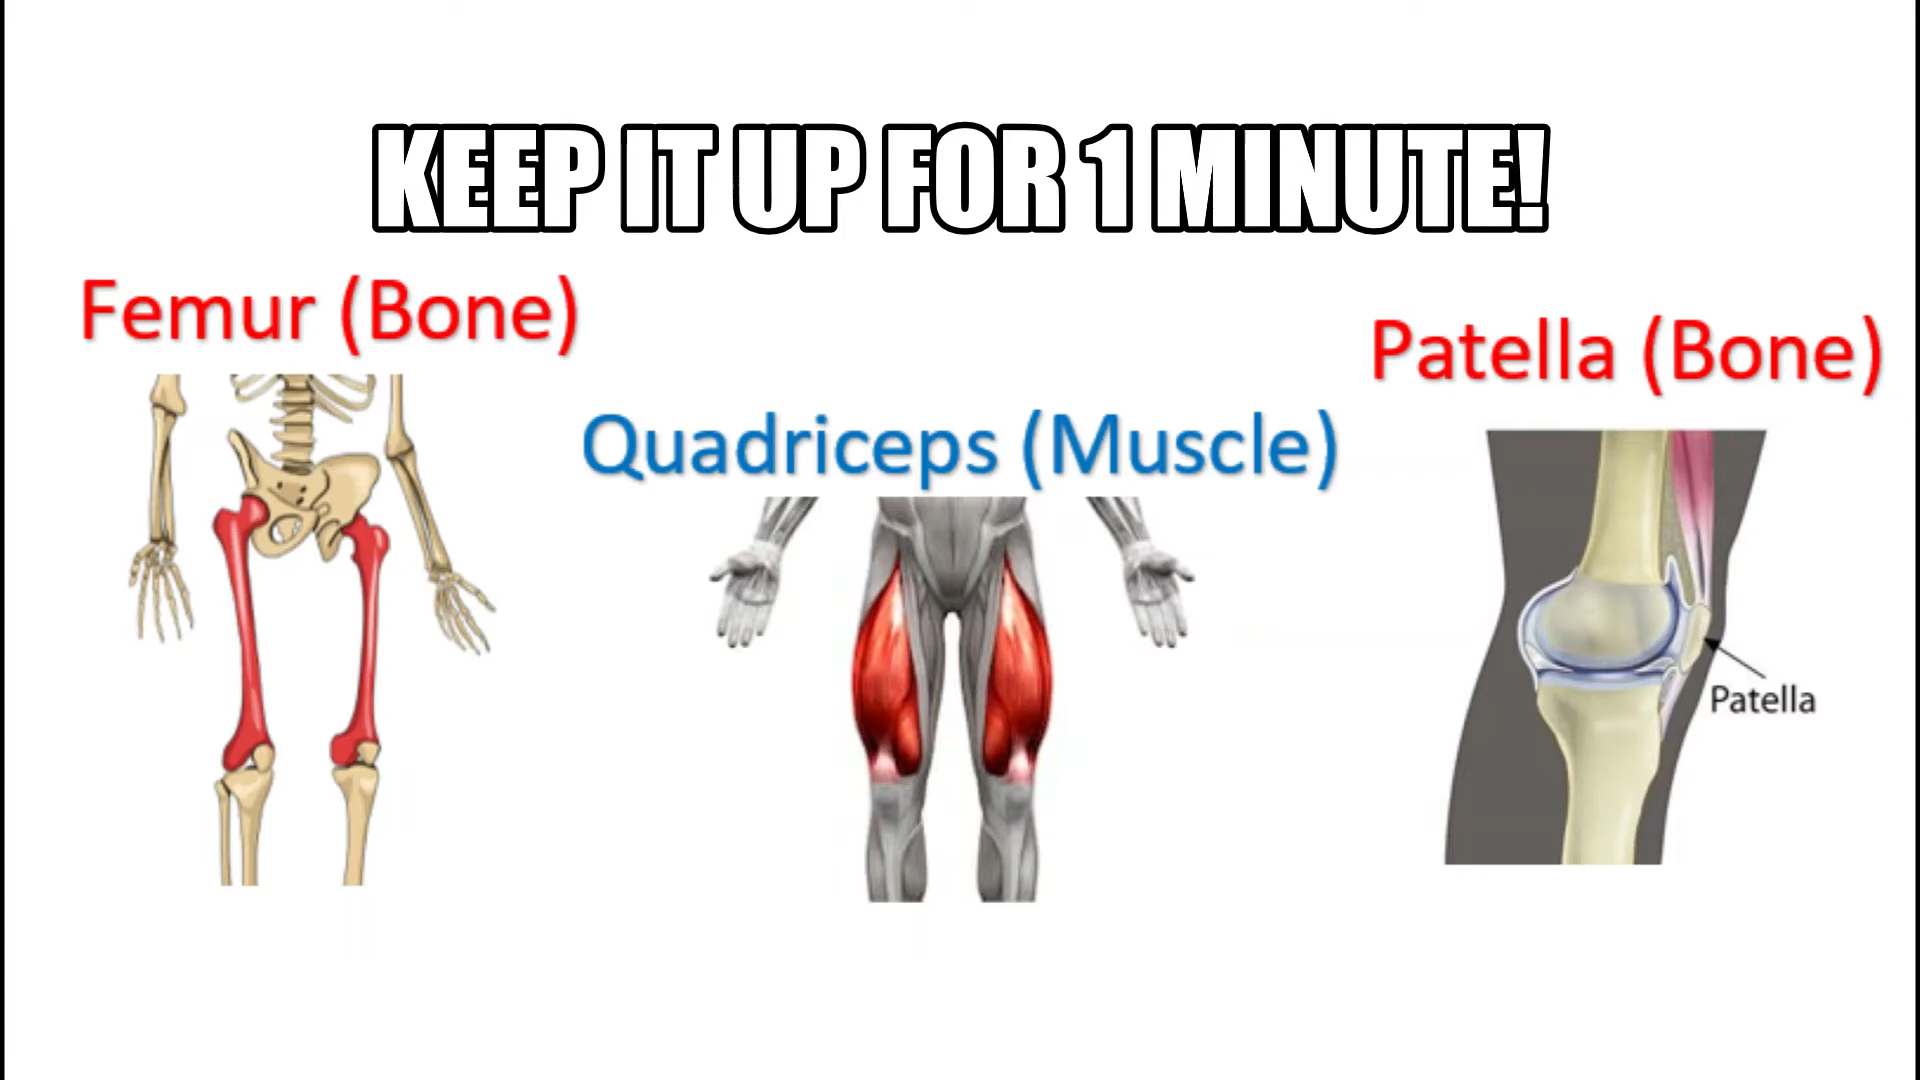 KEEP IT UP FOR 1 MINUTE!
Femur (Bone)
Quadriceps (Muscle)
Patella (Bone)
Patella